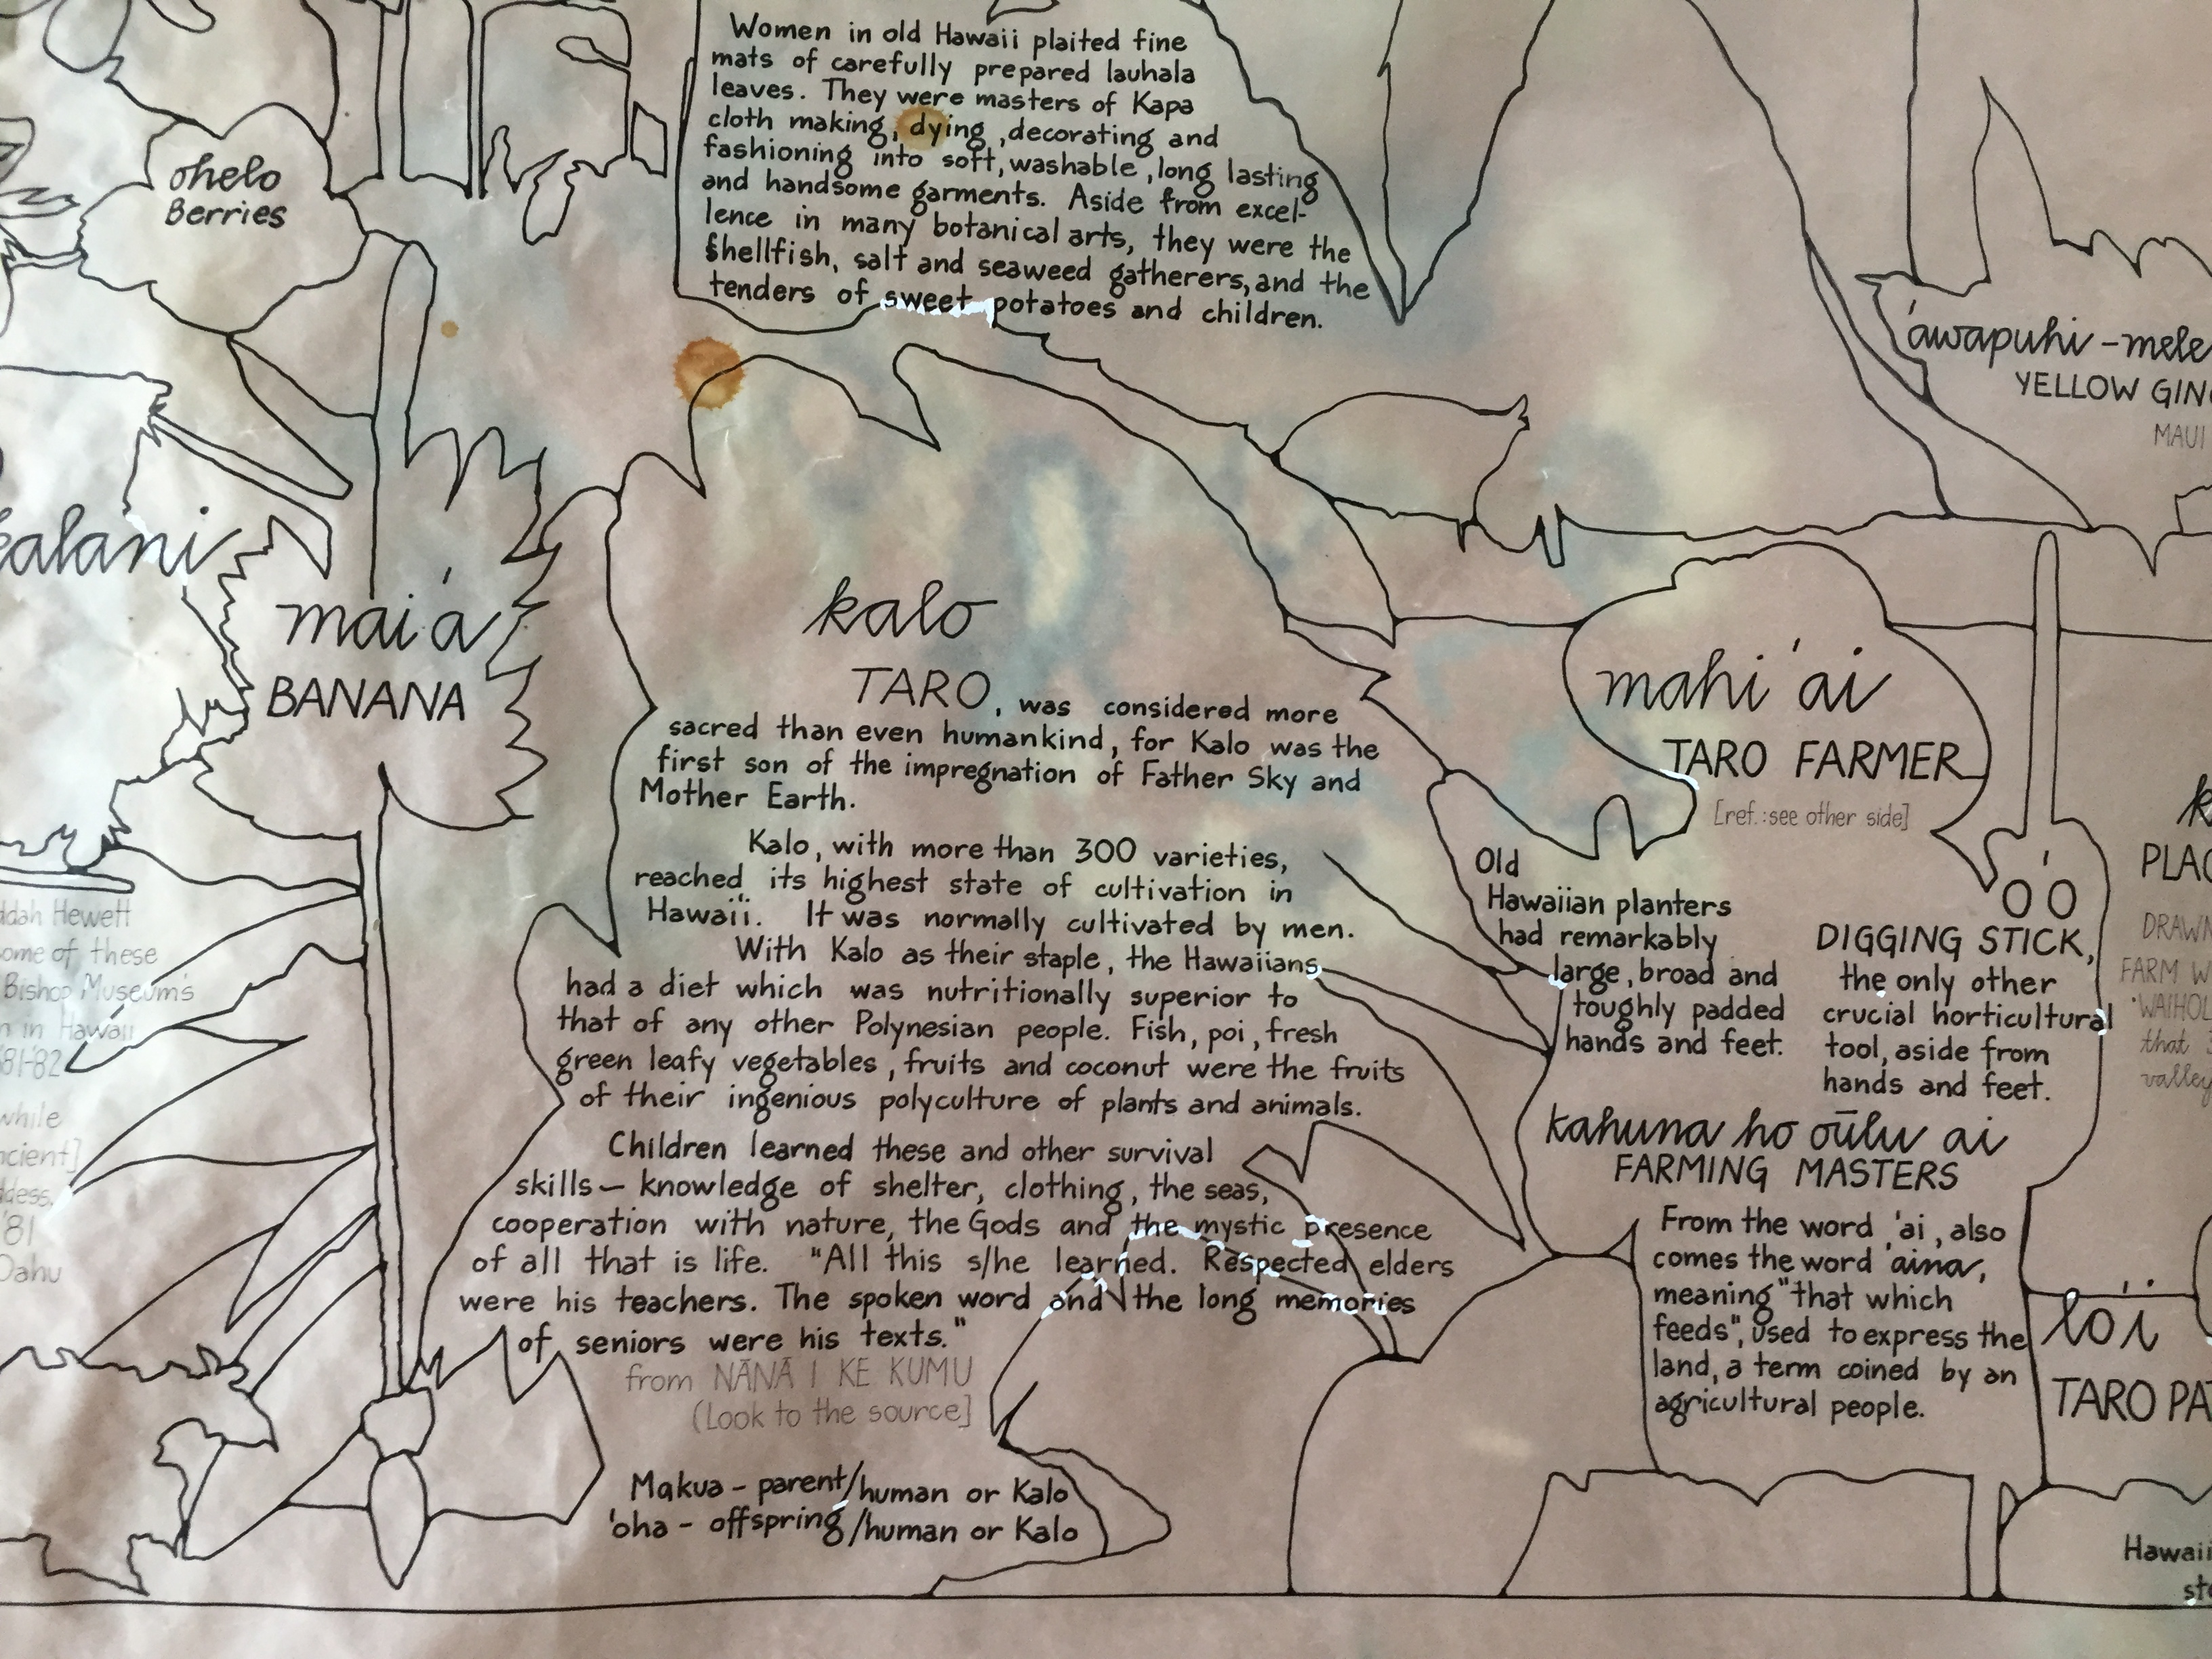 Women in old Hawaii plaited fine
mats of carefully prepared lauhala
leaves. They were masters of Kapa
cloth making, dying, decorating and
fashioning into soft, washable, long lasting
and handsome garments. Aside from excel-
lence in many botanical arts, they were the
shellfish, salt and seaweed gatherers, and the
tenders of sweet potatoes and children.
ohelo
Berries
'awapuhi-mele
YELLOW GIN
MAUI
kalani
mai'a
BANANA
kalo
TARO, was considered more
sacred than even humankind, for Kalo was the
first son of the impregnation of Father Sky and
Mother Earth.
Kalo, with more than 300 varieties,
reached its highest state of cultivation in
Hawai'i. It was normally cultivated by men.
With Kalo as their staple, the Hawaiians
had a diet which was nutritionally superior to
that of any other Polynesian people. Fish, poi, fresh
green leafy vegetables, fruits and coconut were the fruits
of their ingenious polyculture of plants and animals.
Children learned these and other survival
skills— knowledge of shelter, clothing, the seas,
cooperation with nature, the Gods and the mystic presence
of all that is life. "All this s/he learned. Respected elders
were his teachers. The spoken word and the long memories
of seniors were his texts."
from NĀNĀ I KE KUMU
(Look to the source]
Makua - parent/human or Kalo
'oha - offspring/human or Kalo
mahi'ai
TARO FARMER
[ref.:see other side]
Old
Hawaiian planters
had remarkably
large, broad and
toughly padded
hands and feet.
O'O
DIGGING STICK,
the only other
crucial horticultural
tool, aside from
hands and feet.
kahuna ho oūlu ai
FARMING MASTERS
From the word 'ai, also
comes the word 'aina,
meaning "that which
feeds", used to express the
land, a term coined by an
agricultural people.
lo'i
TARO PA
PLAC
DRAWN
FARM W
WAIHOL
that
valley
Hawaii
ddah Hewett
ome of these
Bishop Museum's
n in Hawaii
'81-82
while
ncient]
ddess.
'81
Oahu